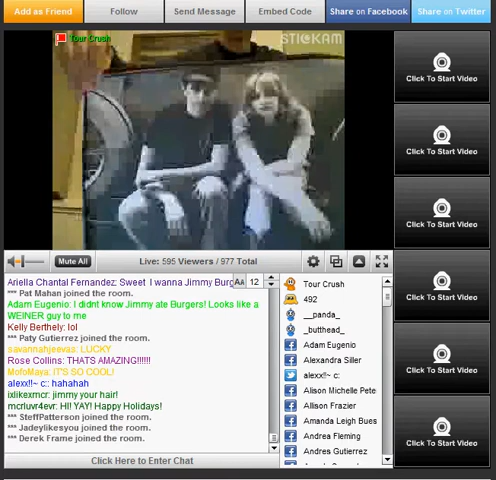 Add as Friend
Follow
Send Message
Embed Code
Share on Facebook
Share on Twitter
Tour Crush
STICKAM
Click To Start Video
Click To Start Video
Click To Start Video
Click To Start Video
Click To Start Video
Click To Start Video
Mute All
Live: 595 Viewers / 977 Total
Ariella Chantal Fernandez: Sweet I wanna Jimmy Burg
AA 12
*** Pat Mahan joined the room.
Adam Eugenio: I didnt know Jimmy ate Burgers! Looks like a
WEINER guy to me
Kelly Berthely: lol
*** Paty Gutierrez joined the room.
savannahjeevas: LUCKY
Rose Collins: THATS AMAZING!!!!!!
MofoMaya: IT'S SO COOL!
alexx!!~ c: hahahah
ixlikexmcr: jimmy your hair!
mcrluvr4evr: HI! YAY! Happy Holidays!
*** SteffPatterson joined the room.
*** Jadeylikesyou joined the room.
*** Derek Frame joined the room.
Click Here to Enter Chat
Tour Crush
492
__panda_
_butthead_
Adam Eugenio
Alexandra Siller
alexx!!~ c:
Alison Michelle Pete
Allison Frazier
Amanda Leigh Bues
Andrea Fleming
Andres Gutierrez